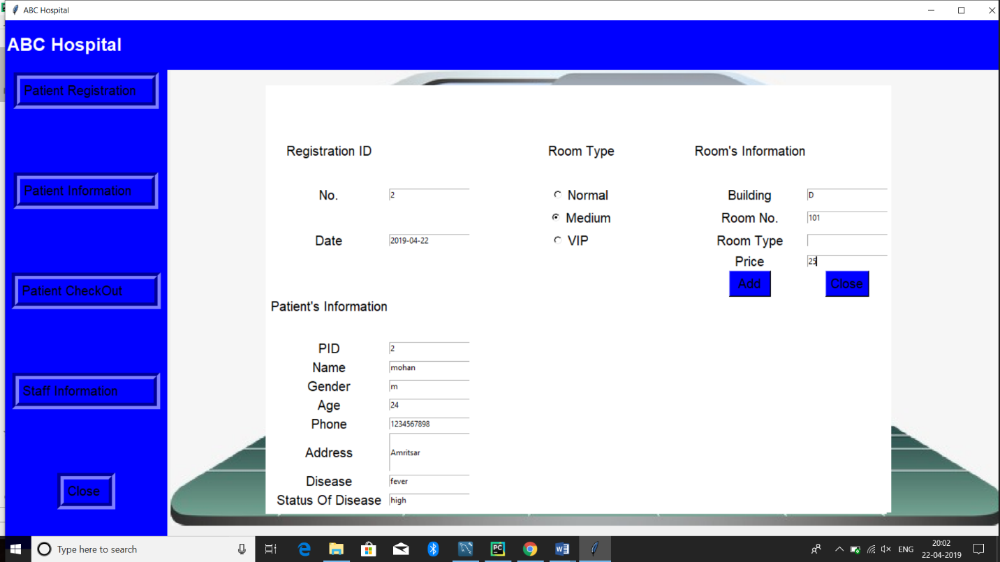 ABC Hospital
ABC Hospital
Patient Registration
Patient Information
Patient CheckOut
Staff Information
Close
Registration ID
No. 2
Date 2019-04-22
Room Type
Normal
Medium
VIP
Room's Information
Building D
Room No. 101
Room Type
Price 25
Add Close
Patient's Information
PID 2
Name mohan
Gender m
Age 24
Phone 1234567898
Address Amritsar
Disease fever
Status Of Disease high
Type here to search
PC
W
ENG
20:02
22-04-2019